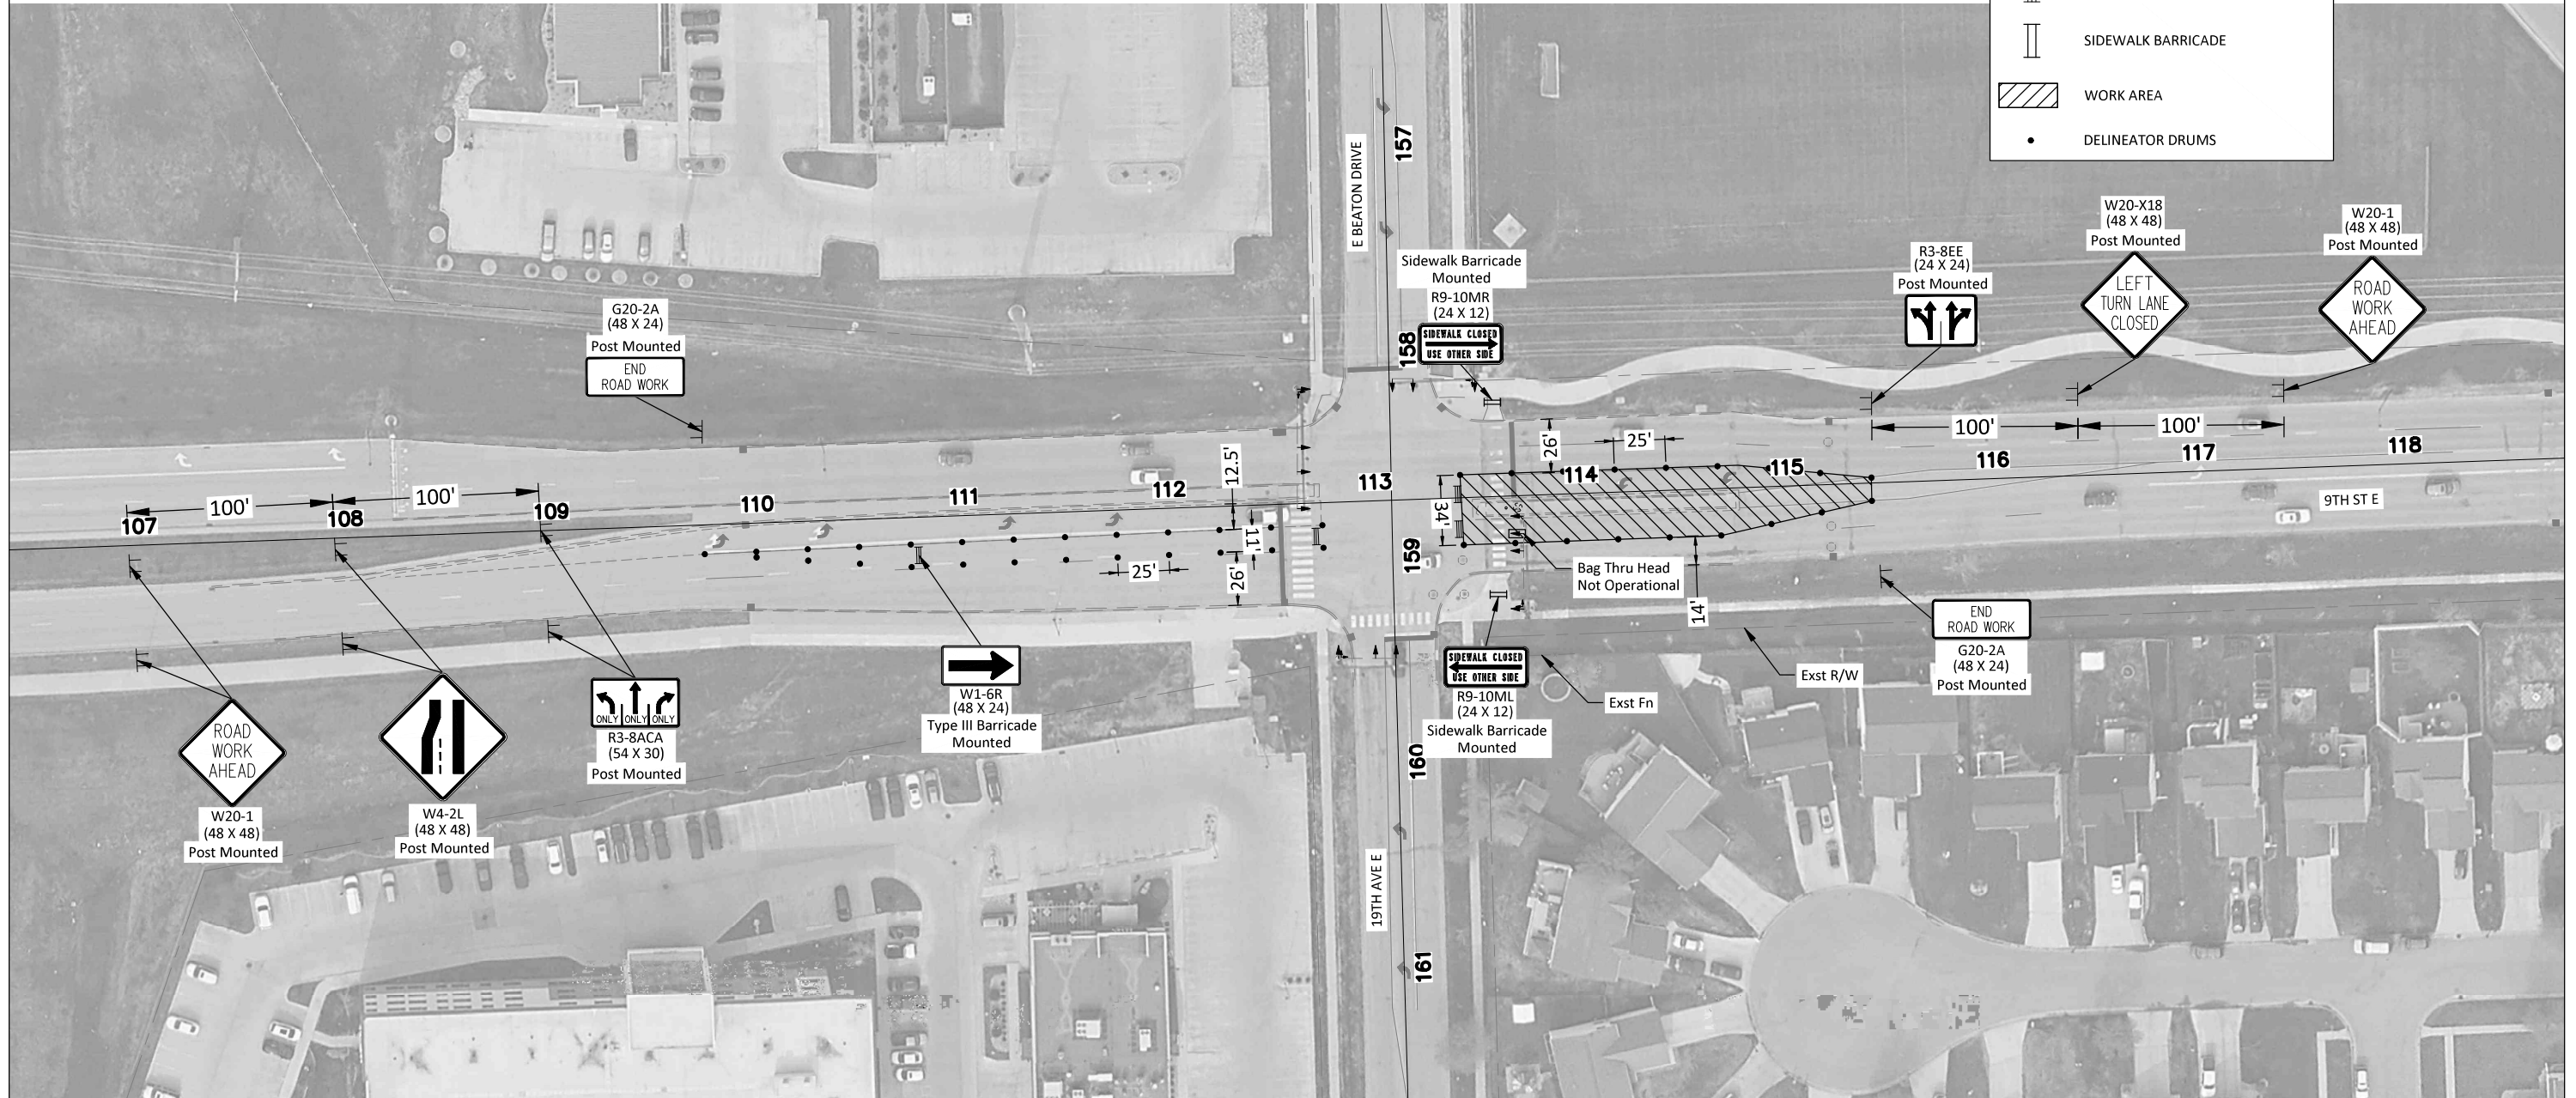 SIDEWALK BARRICADE
WORK AREA
DELINEATOR DRUMS
157
E BEATON DRIVE
W20-X18
(48 X 48)
Post Mounted
LEFT
TURN LANE
CLOSED
W20-1
(48 X 48)
Post Mounted
ROAD
WORK
AHEAD
R3-8EE
(24 X 24)
Post Mounted
Sidewalk Barricade
Mounted
R9-10MR
(24 X 12)
SIDEWALK CLOSED
USE OTHER SIDE
158
G20-2A
(48 X 24)
Post Mounted
END
ROAD WORK
100'
100'
26'
25'
12.5'
100'
100'
107
108
109
110
111
112
113
114
115
116
117
118
9TH ST E
34'
11'
25'
26'
159
14'
Bag Thru Head
Not Operational
END
ROAD WORK
G20-2A
(48 X 24)
Post Mounted
Exst R/W
Exst Fn
SIDEWALK CLOSED
USE OTHER SIDE
R9-10ML
(24 X 12)
Sidewalk Barricade
Mounted
W1-6R
(48 X 24)
Type III Barricade
Mounted
ONLY ONLY ONLY
R3-8ACA
(54 X 30)
Post Mounted
W4-2L
(48 X 48)
Post Mounted
ROAD
WORK
AHEAD
W20-1
(48 X 48)
Post Mounted
160
19TH AVE E
161